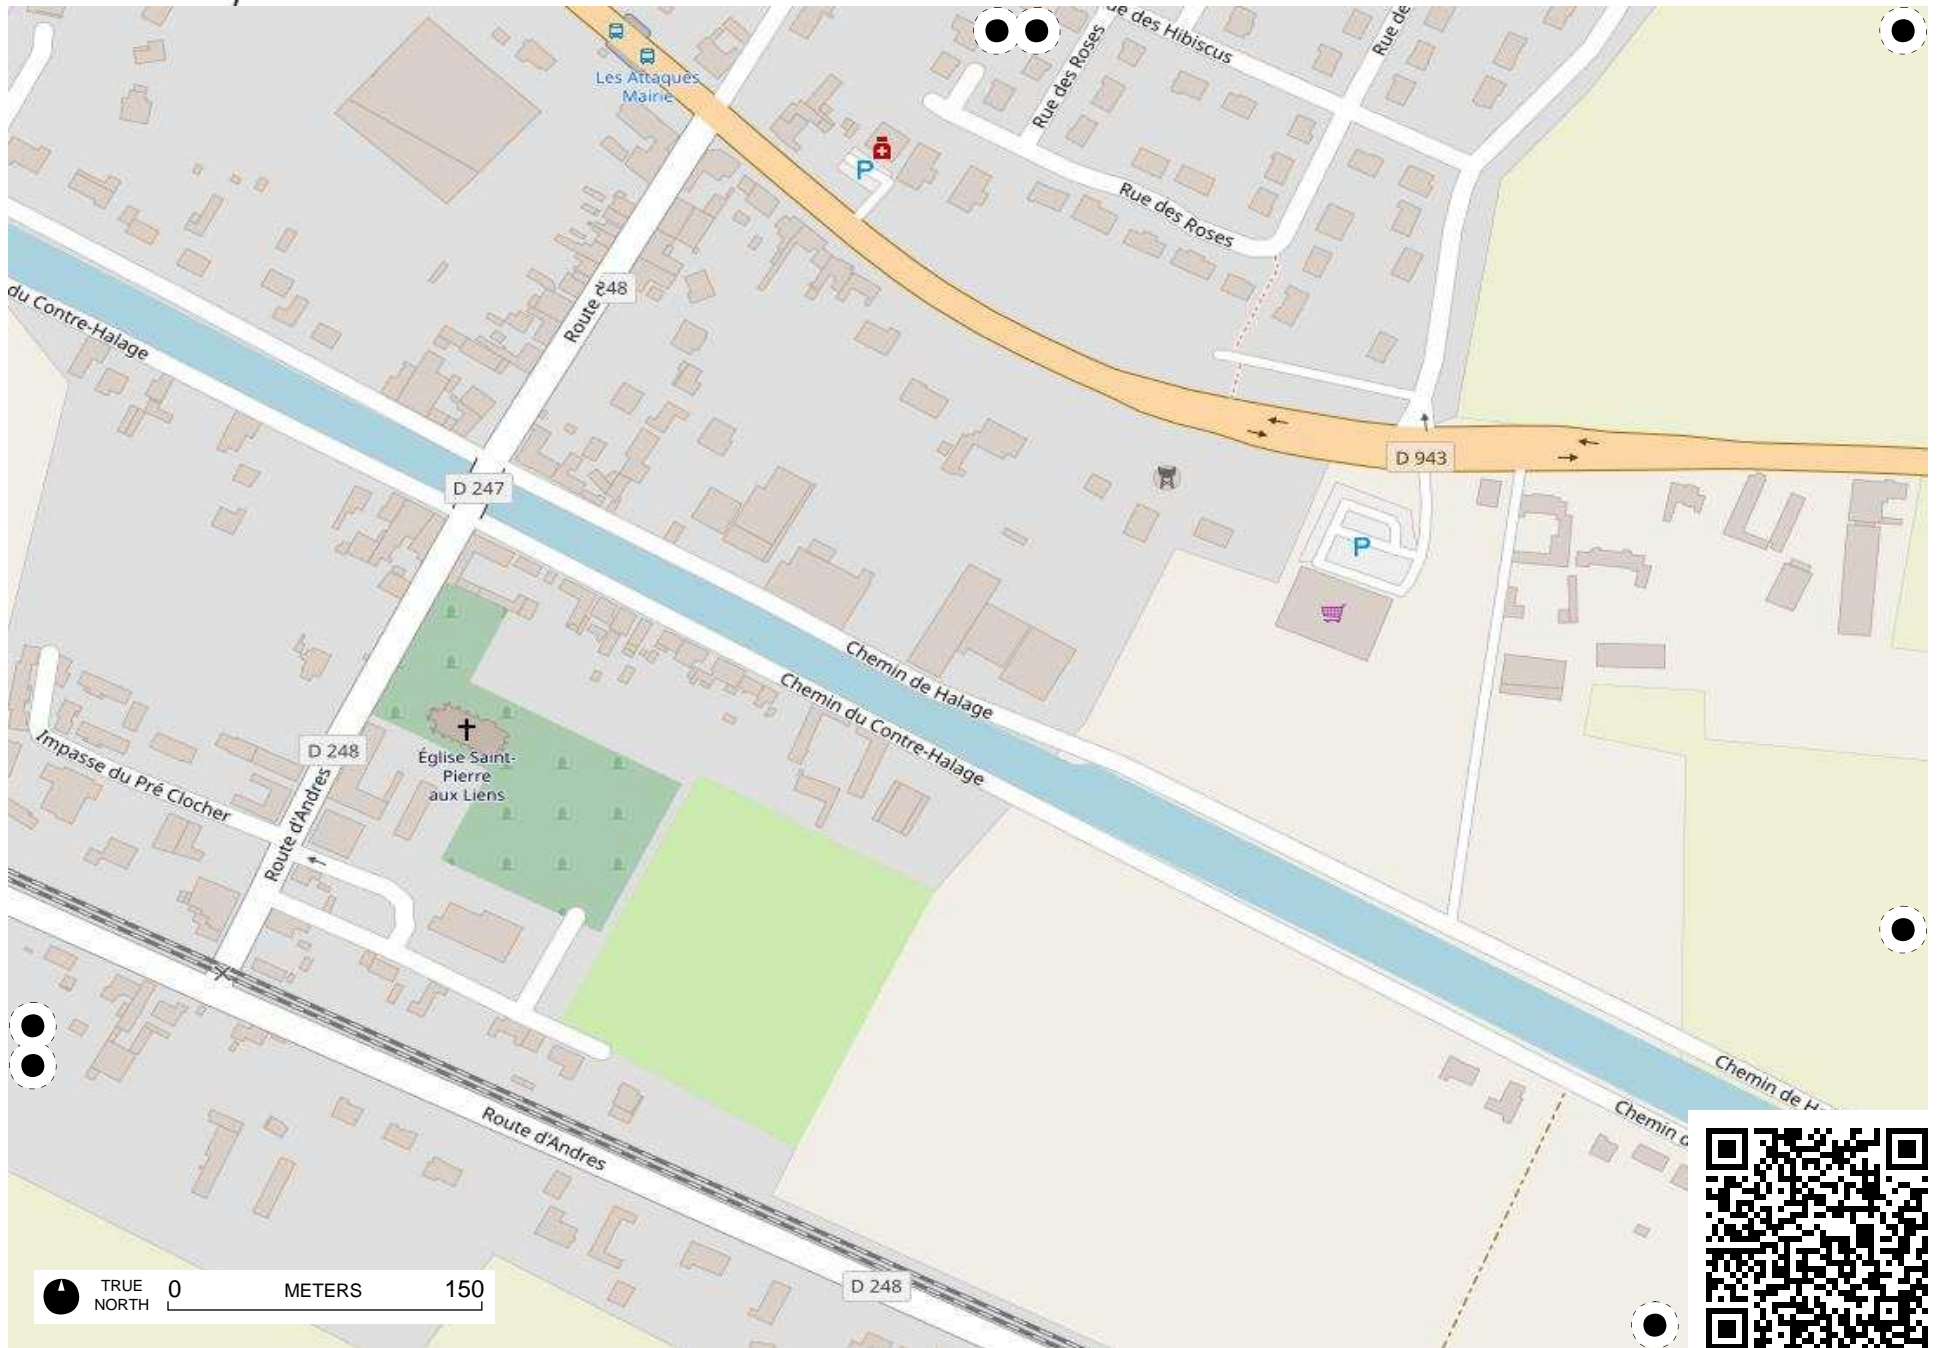 Les Attaques
Mairie
P
Rue des Roses
Rue des Hibiscus
Rue de
Rue des Roses
48
Route d
du Contre-Halage
D 247
D 943
P
Chemin de Halage
Chemin du Contre-Halage
Église Saint-
Pierre
aux Liens
D 248
Impasse du Pré Clocher
Route d'Andres
Route d'Andres
D 248
Chemin de Ha
Chemin d
TRUE
NORTH
0
METERS
150